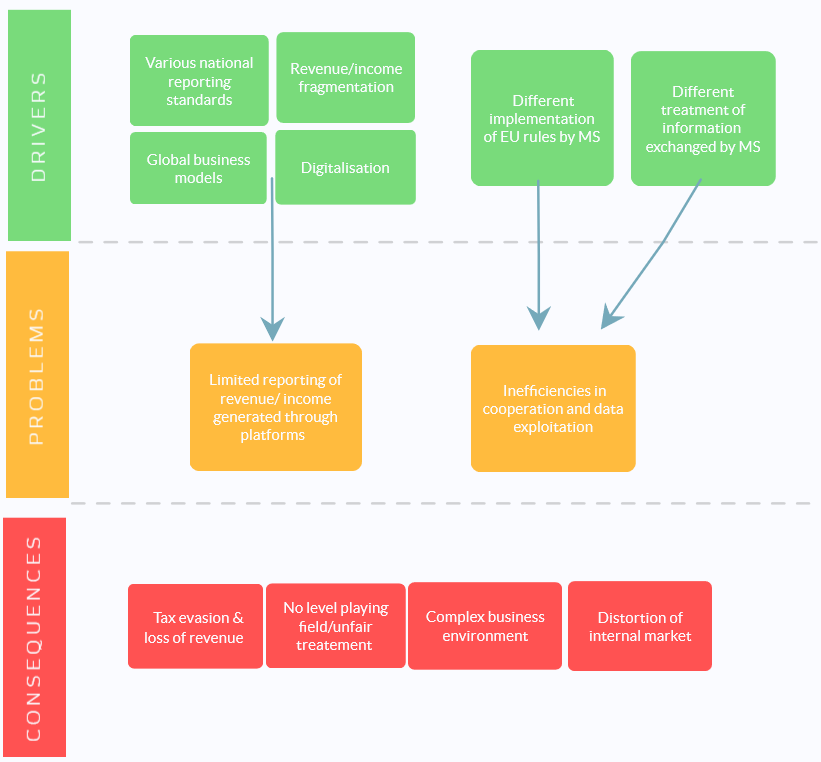 DRIVERS
Various national
reporting
standards
Revenue/income
fragmentation
Global business
models
Digitalisation
Different
implementation
of EU rules by MS
Different
treatment of
information
exchanged by MS
PROBLEMS
Limited reporting of
revenue/ income
generated through
platforms
Inefficiencies in
cooperation and data
exploitation
CONSEQUENCES
Tax evasion &
loss of revenue
No level playing
field/unfair
treatement
Complex business
environment
Distortion of
internal market